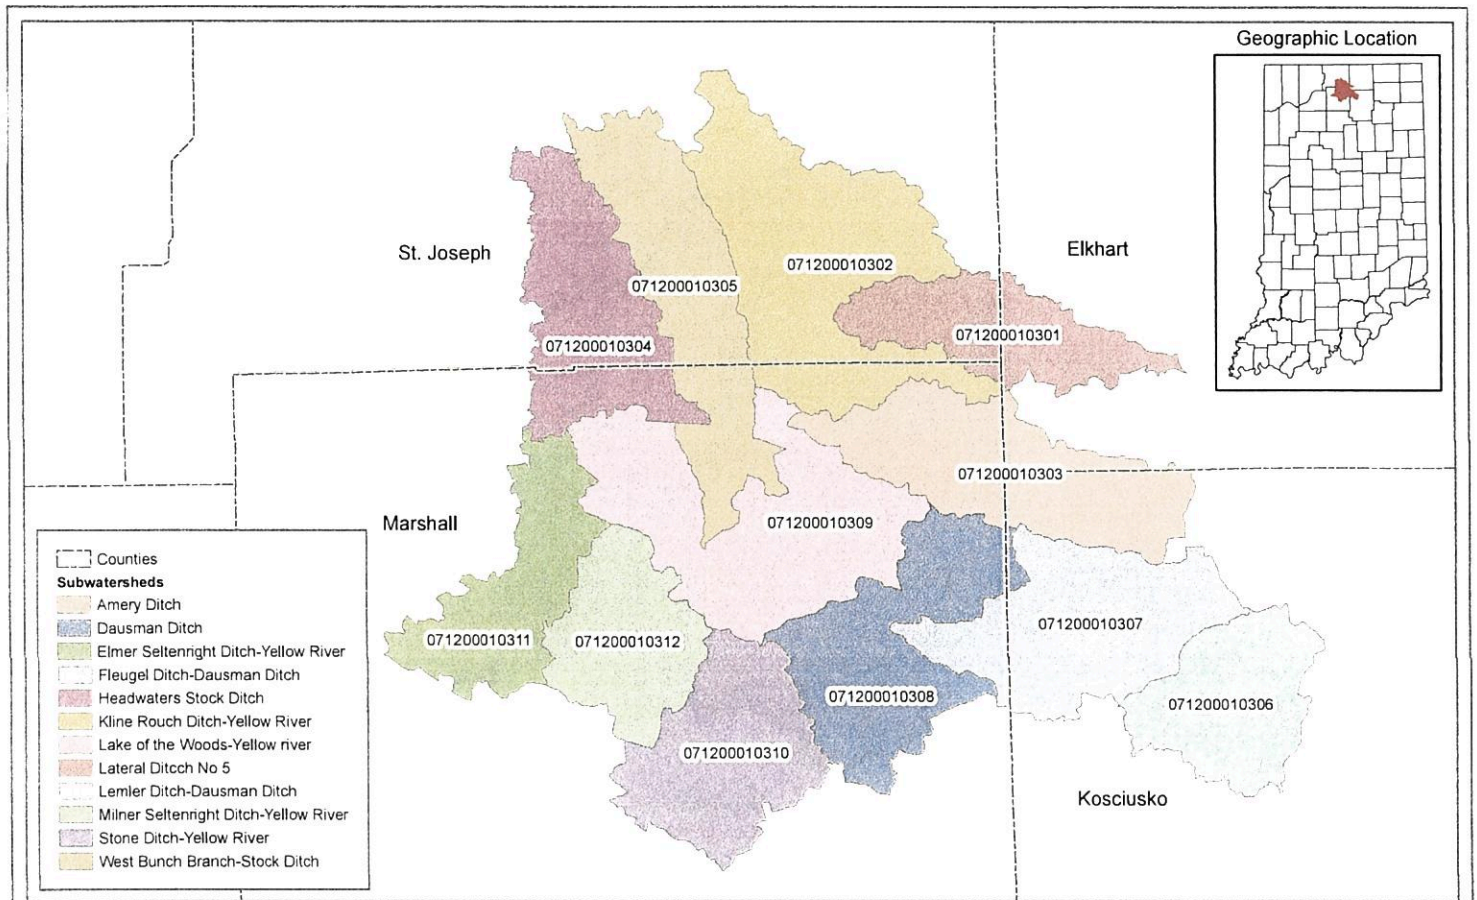 Geographic Location
St. Joseph
Elkhart
071200010302
071200010305
071200010301
071200010304
071200010303
Marshall
071200010309
071200010307
071200010311
071200010312
071200010308
071200010306
071200010310
Kosciusko
Counties
Subwatersheds
Amery Ditch
Dausman Ditch
Elmer Seltenright Ditch-Yellow River
Fleugel Ditch-Dausman Ditch
Headwaters Stock Ditch
Kline Rouch Ditch-Yellow River
Lake of the Woods-Yellow river
Lateral Ditcch No 5
Lemler Ditch-Dausman Ditch
Milner Seltenright Ditch-Yellow River
Stone Ditch-Yellow River
West Bunch Branch-Stock Ditch